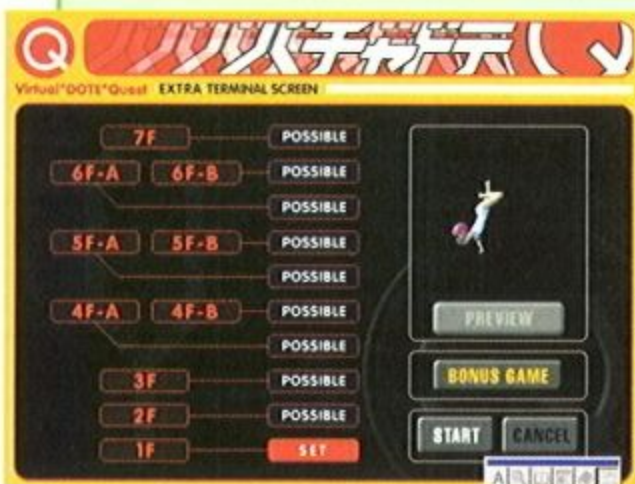 Q
バーチャドテ Q
Virtual"DOTE"Quest EXTRA TERMINAL SCREEN
7F POSSIBLE
6F-A 6F-B POSSIBLE
POSSIBLE
5F-A 5F-B POSSIBLE
POSSIBLE
4F-A 4F-B POSSIBLE
POSSIBLE
3F POSSIBLE
2F POSSIBLE
1F SET
PREVIEW
BONUS GAME
START CANCEL
A